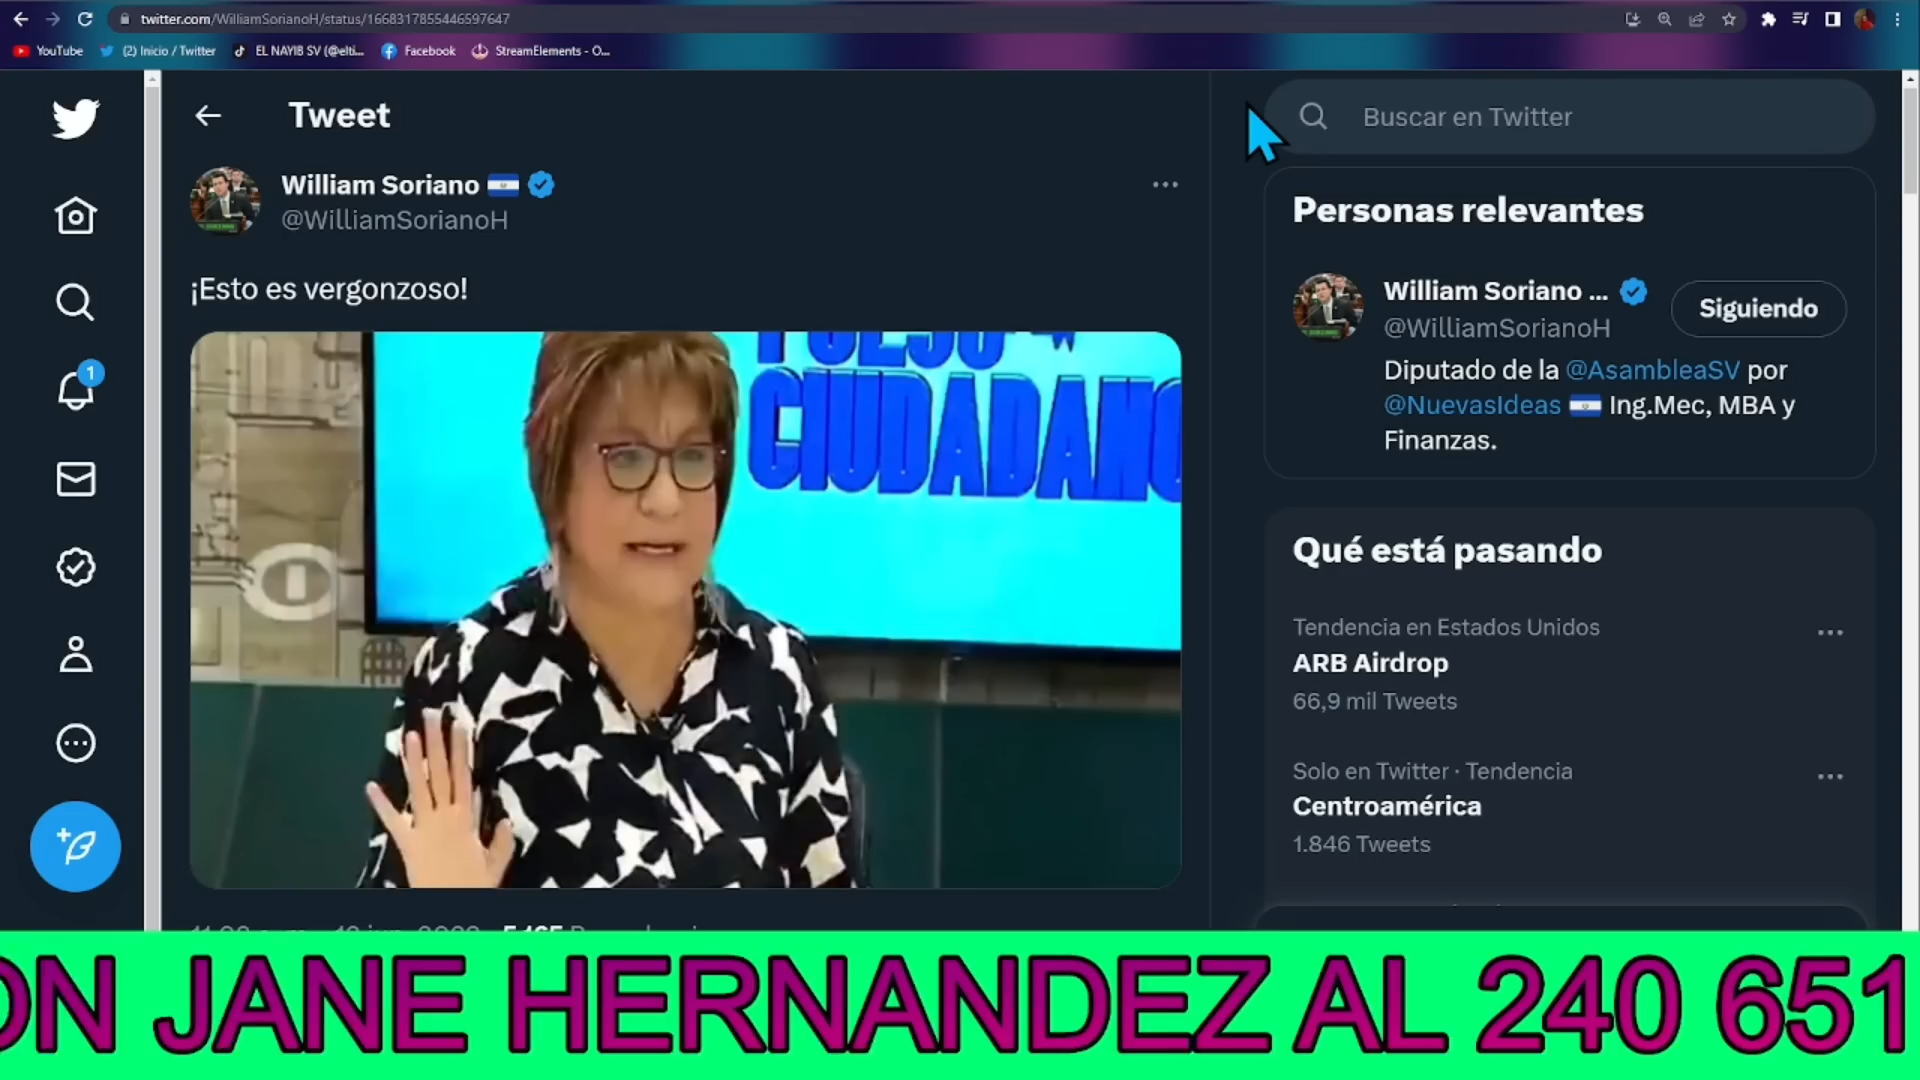 twitter.com/WilliamSorianoH/status/1668317855446597647
YouTube
(2) Inicio / Twitter
EL NAYIB SV (@elti...
Facebook
StreamElements - O...
Tweet
William Soriano
@WilliamSorianoH
¡Esto es vergonzoso!
CIUDADANO
1
Buscar en Twitter
Personas relevantes
William Soriano ...
@WilliamSorianoH
Siguiendo
Diputado de la @AsambleaSV por
@NuevasIdeas Ing.Mec, MBA y
Finanzas.
Qué está pasando
Tendencia en Estados Unidos
ARB Airdrop
66,9 mil Tweets
Solo en Twitter · Tendencia
Centroamérica
1.846 Tweets
ON JANE HERNANDEZ AL 240 651